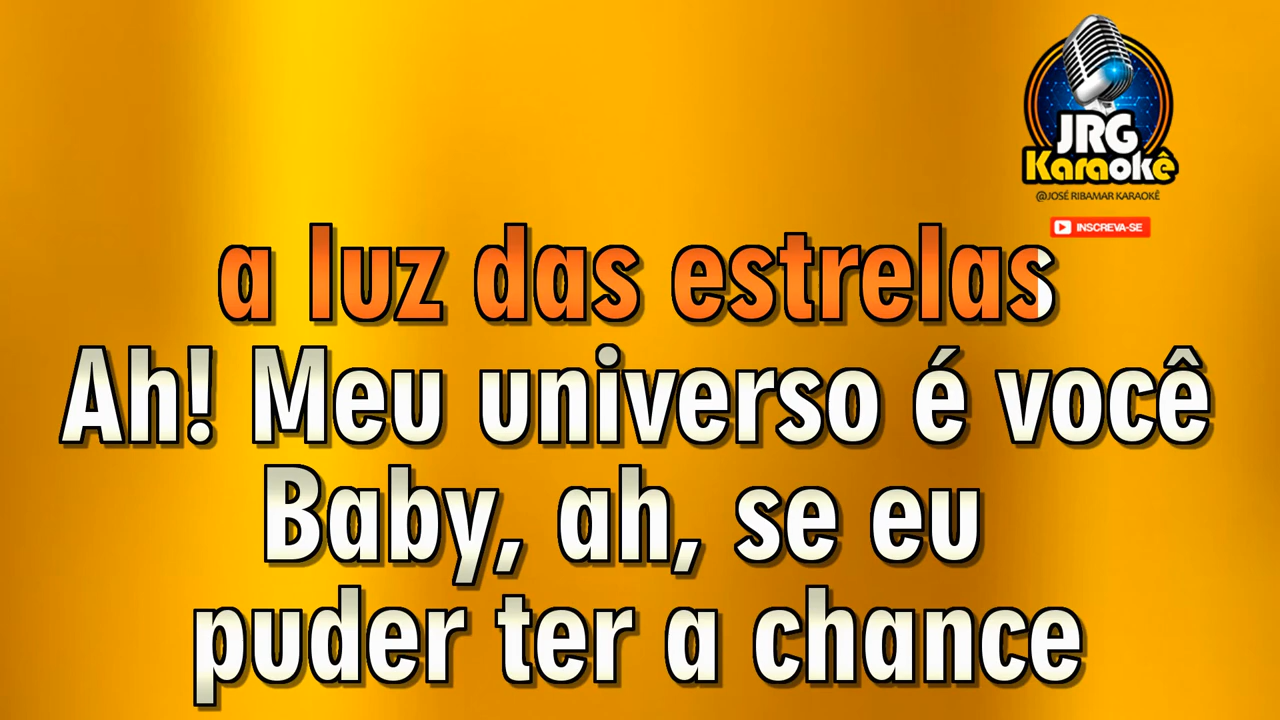 JRG
Karaokê
@JOSÉ RIBAMAR KARAOKÊ
INSCREVA-SE
a luz das estrelas
Ah! Meu universo é você
Baby, ah, se eu
puder ter a chance